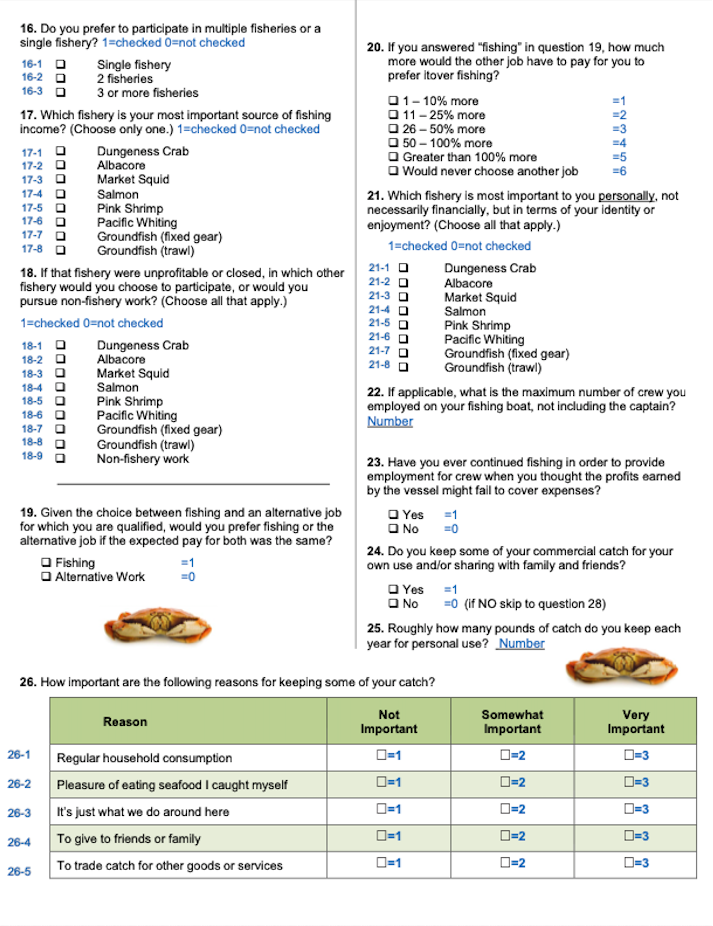 16. Do you prefer to participate in multiple fisheries or a
single fishery? 1=checked 0=not checked
16-1 ☐ Single fishery
16-2 ☐ 2 fisheries
16-3 ☐ 3 or more fisheries
17. Which fishery is your most important source of fishing
income? (Choose only one.) 1=checked 0=not checked
17-1 ☐ Dungeness Crab
17-2 ☐ Albacore
17-3 ☐ Market Squid
17-4 ☐ Salmon
17-5 ☐ Pink Shrimp
17-6 ☐ Pacific Whiting
17-7 ☐ Groundfish (fixed gear)
17-8 ☐ Groundfish (trawl)
18. If that fishery were unprofitable or closed, in which other
fishery would you choose to participate, or would you
pursue non-fishery work? (Choose all that apply.)
1=checked 0=not checked
18-1 ☐ Dungeness Crab
18-2 ☐ Albacore
18-3 ☐ Market Squid
18-4 ☐ Salmon
18-5 ☐ Pink Shrimp
18-6 ☐ Pacific Whiting
18-7 ☐ Groundfish (fixed gear)
18-8 ☐ Groundfish (trawl)
18-9 ☐ Non-fishery work
19. Given the choice between fishing and an alternative job
for which you are qualified, would you prefer fishing or the
alternative job if the expected pay for both was the same?
☐ Fishing =1
☐ Alternative Work =0
20. If you answered "fishing" in question 19, how much
more would the other job have to pay for you to
prefer itover fishing?
☐ 1 – 10% more =1
☐ 11 – 25% more =2
☐ 26 – 50% more =3
☐ 50 – 100% more =4
☐ Greater than 100% more =5
☐ Would never choose another job =6
21. Which fishery is most important to you personally, not
necessarily financially, but in terms of your identity or
enjoyment? (Choose all that apply.)
1=checked 0=not checked
21-1 ☐ Dungeness Crab
21-2 ☐ Albacore
21-3 ☐ Market Squid
21-4 ☐ Salmon
21-5 ☐ Pink Shrimp
21-6 ☐ Pacific Whiting
21-7 ☐ Groundfish (fixed gear)
21-8 ☐ Groundfish (trawl)
22. If applicable, what is the maximum number of crew you
employed on your fishing boat, not including the captain?
Number
23. Have you ever continued fishing in order to provide
employment for crew when you thought the profits earned
by the vessel might fail to cover expenses?
☐ Yes =1
☐ No =0
24. Do you keep some of your commercial catch for your
own use and/or sharing with family and friends?
☐ Yes =1
☐ No =0 (if NO skip to question 28)
25. Roughly how many pounds of catch do you keep each
year for personal use? Number
26. How important are the following reasons for keeping some of your catch?
Reason Not Important Somewhat Important Very Important
26-1 Regular household consumption ☐=1 ☐=2 ☐=3
26-2 Pleasure of eating seafood I caught myself ☐=1 ☐=2 ☐=3
26-3 It's just what we do around here ☐=1 ☐=2 ☐=3
26-4 To give to friends or family ☐=1 ☐=2 ☐=3
26-5 To trade catch for other goods or services ☐=1 ☐=2 ☐=3